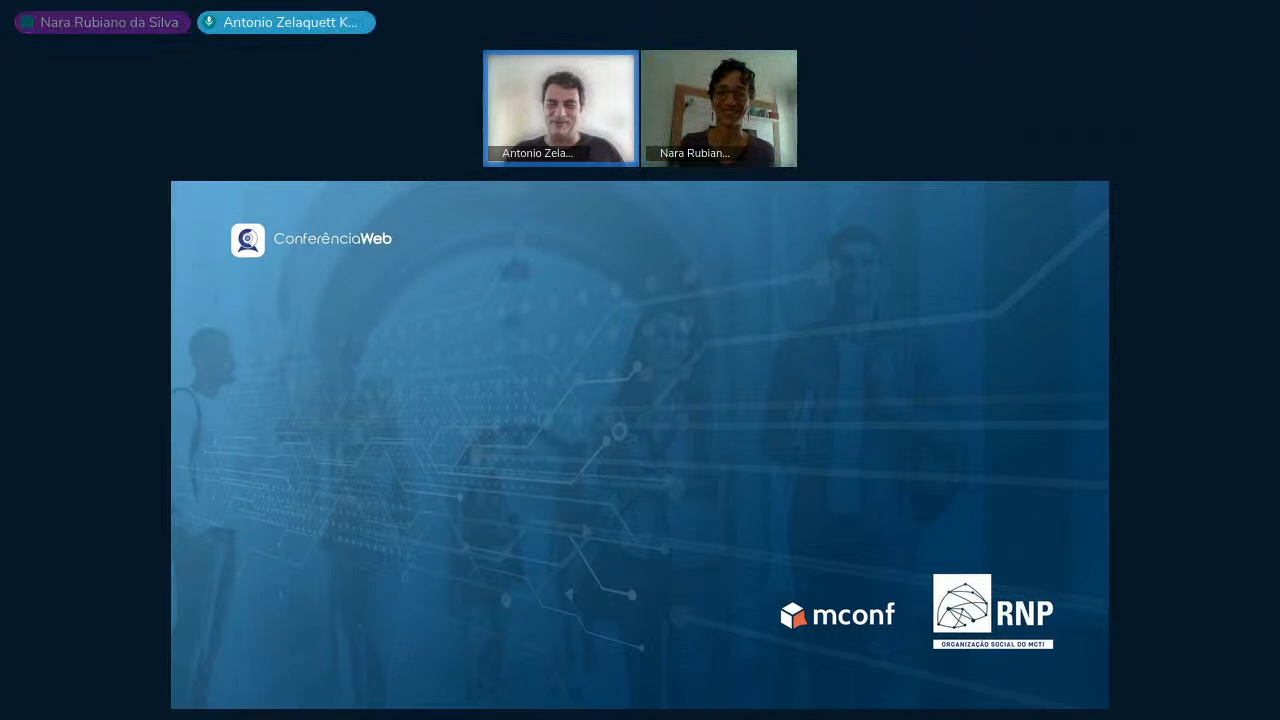 Nara Rubiano da Silva
Antonio Zelaquett K...
Antonio Zela...
Nara Rubian...
ConferênciaWeb
mconf
RNP
ORGANIZAÇÃO SOCIAL DO MCTI